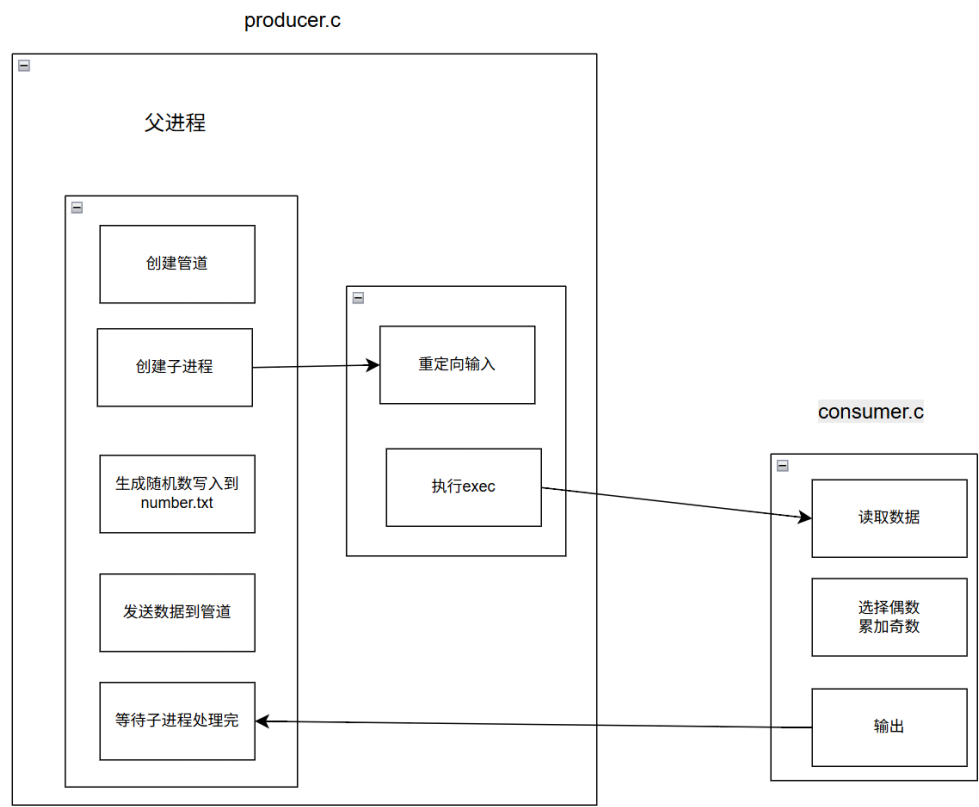 producer.c
父进程
创建管道
创建子进程
生成随机数写入到
number.txt
发送数据到管道
等待子进程处理完
重定向输入
执行exec
consumer.c
读取数据
选择偶数
累加奇数
输出